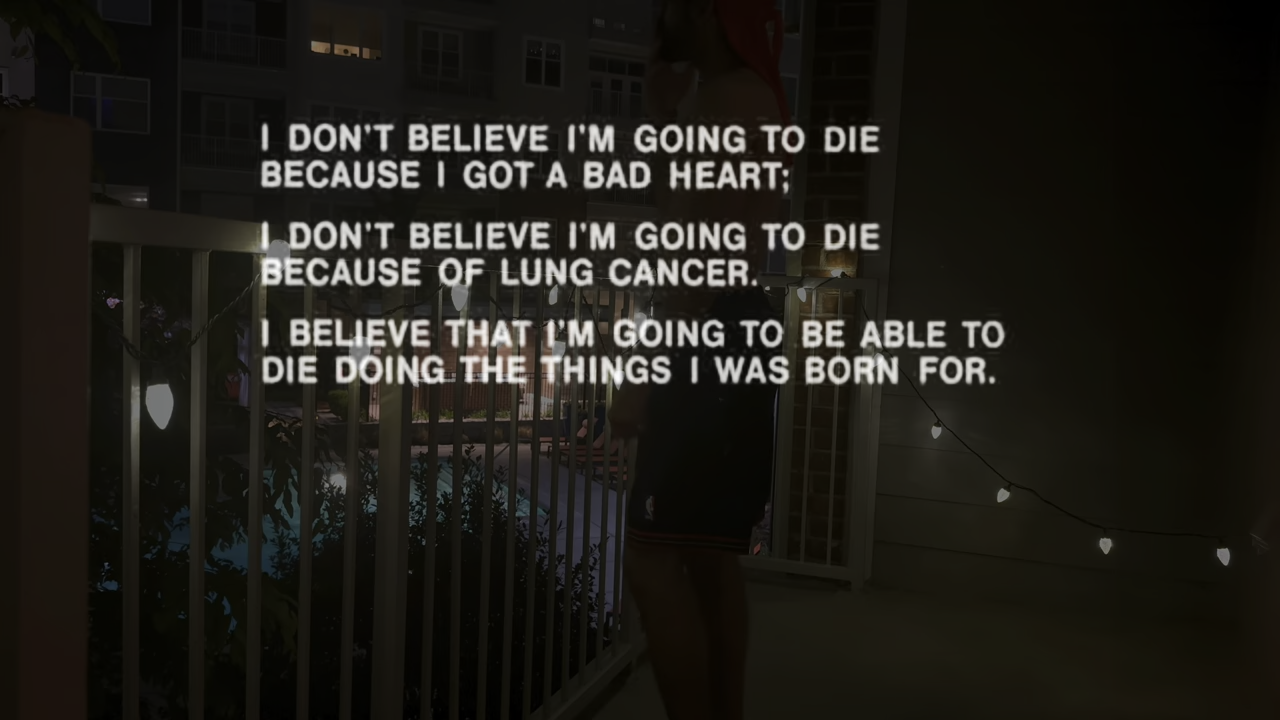 I DON'T BELIEVE I'M GOING TO DIE
BECAUSE I GOT A BAD HEART;
I DON'T BELIEVE I'M GOING TO DIE
BECAUSE OF LUNG CANCER.
I BELIEVE THAT I'M GOING TO BE ABLE TO
DIE DOING THE THINGS I WAS BORN FOR.